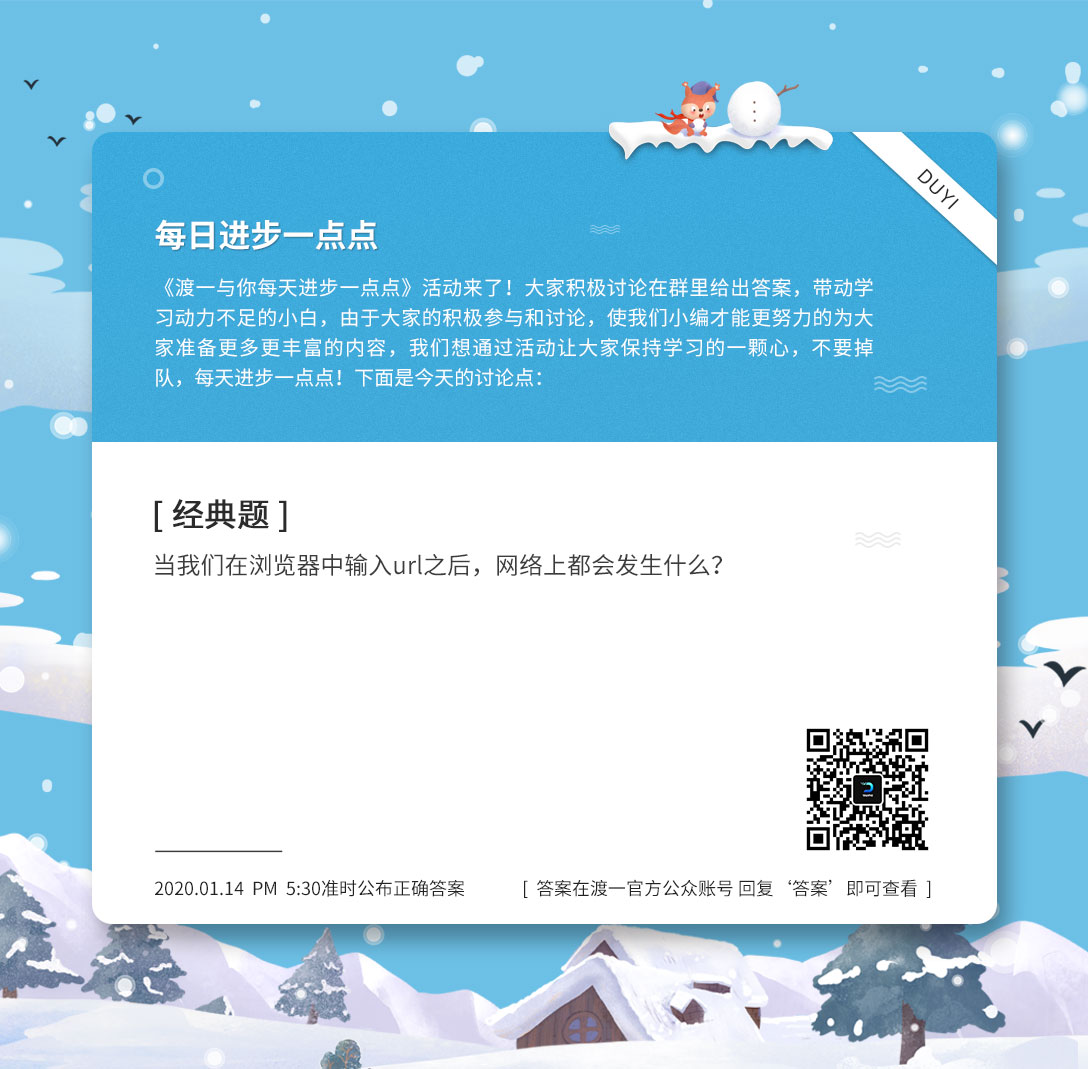 DUYI
每日进步一点点
《渡一与你每天进步一点点》活动来了！大家积极讨论在群里给出答案，带动学
习动力不足的小白，由于大家的积极参与和讨论，使我们小编才能更努力的为大
家准备更多更丰富的内容，我们想通过活动让大家保持学习的一颗心，不要掉
队，每天进步一点点！下面是今天的讨论点：
[ 经典题 ]
当我们在浏览器中输入url之后，网络上都会发生什么？
2020.01.14 PM 5:30准时公布正确答案
[ 答案在渡一官方公众账号 回复‘答案’即可查看 ]